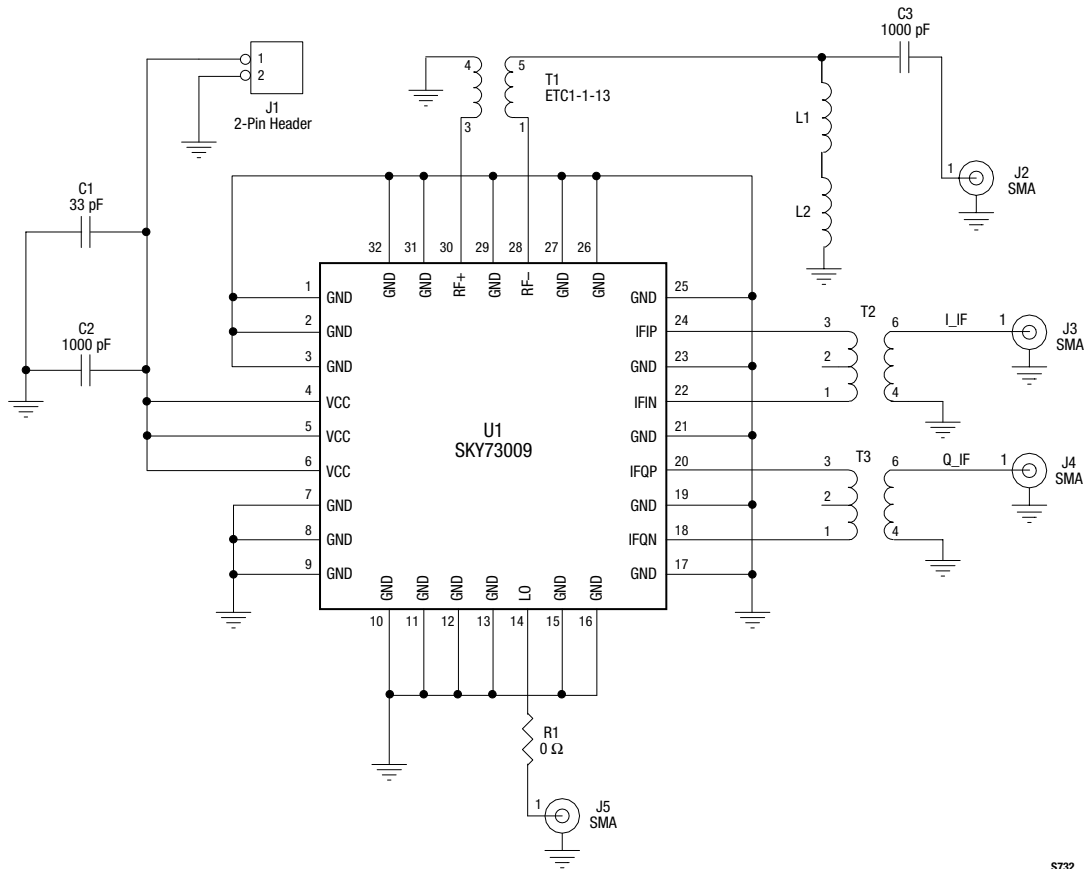 C3
1000 pF
1
2
J1
2-Pin Header
4
5
T1
ETC1-1-13
3
1
L1
L2
1
J2
SMA
C1
33 pF
C2
1000 pF
32
31
30
29
28
27
26
GND
GND
RF+
GND
RF–
GND
GND
1
GND
2
GND
3
GND
4
VCC
5
VCC
6
VCC
7
GND
8
GND
9
GND
U1
SKY73009
25
GND
24
IFIP
23
GND
22
IFIN
21
GND
20
IFQP
19
GND
18
IFQN
17
GND
T2
3
2
1
6
4
I_IF
1
J3
SMA
T3
3
2
1
6
4
Q_IF
1
J4
SMA
GND
GND
GND
GND
LO
GND
GND
10
11
12
13
14
15
16
R1
0 Ω
1
J5
SMA
S732